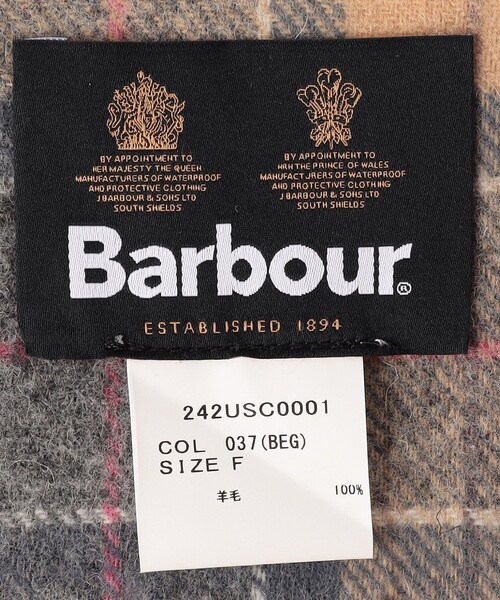 BY APPOINTMENT TO
HER MAJESTY THE QUEEN
MANUFACTURERS OF WATERPROOF
AND PROTECTIVE CLOTHING
J BARBOUR & SONS LTD
SOUTH SHIELDS
BY APPOINTMENT TO
HRH THE PRINCE OF WALES
MANUFACTURERS OF WATERPROOF
AND PROTECTIVE CLOTHING
J BARBOUR & SONS LTD
SOUTH SHIELDS
Barbour®
ESTABLISHED 1894
242USC0001
COL 037(BEG)
SIZE F
羊毛 100%